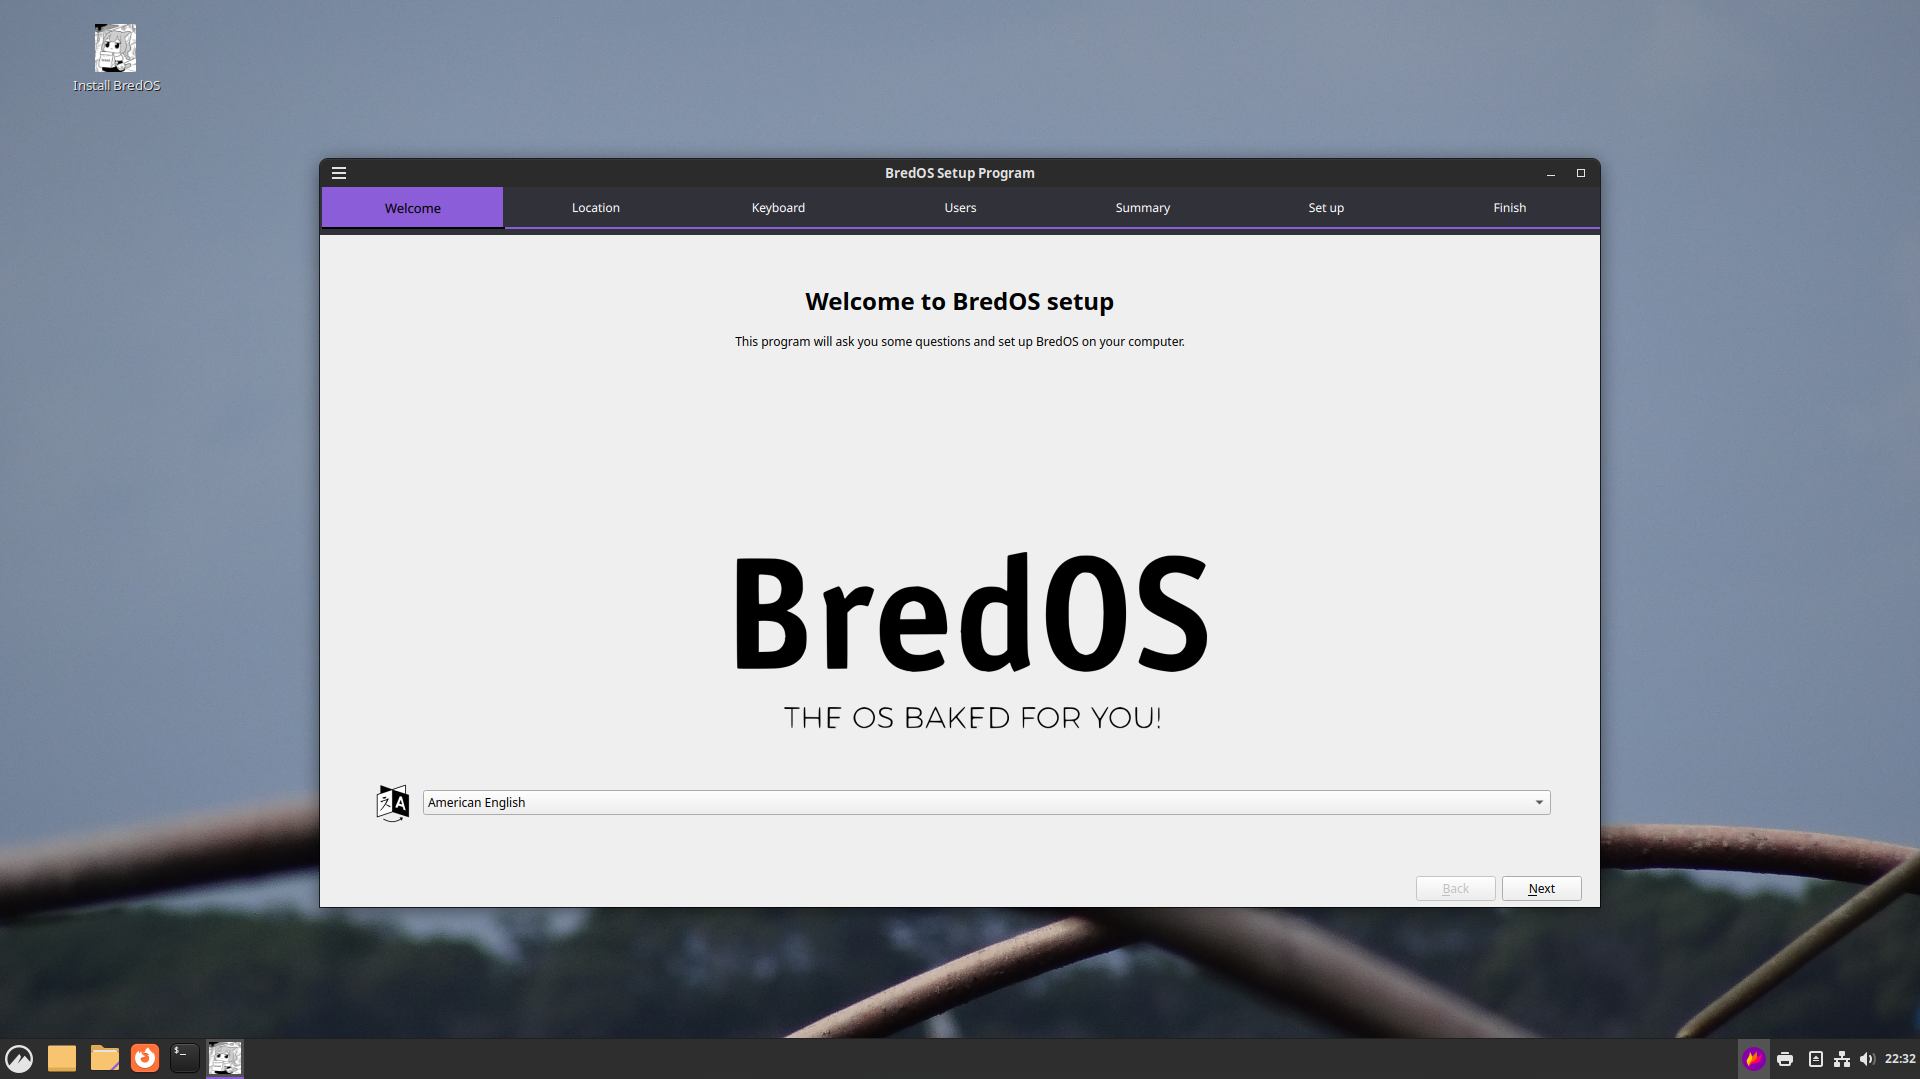 Install BredOS
BredOS Setup Program
Welcome
Location
Keyboard
Users
Summary
Set up
Finish
Welcome to BredOS setup
This program will ask you some questions and set up BredOS on your computer.
BredOS
THE OS BAKED FOR YOU!
A
American English
Back
Next
$_
22:32